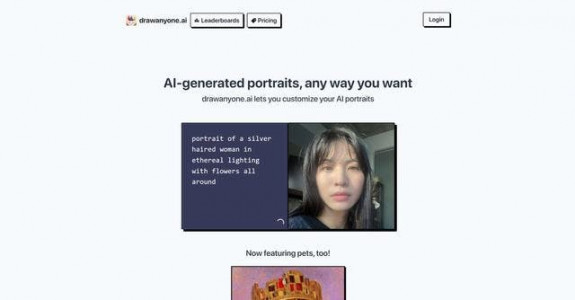 drawanyone.ai Leaderboards Pricing Login
AI-generated portraits, any way you want
drawanyone.ai lets you customize your AI portraits
portrait of a silver
haired woman in
ethereal lighting
with flowers all
around
Now featuring pets, too!